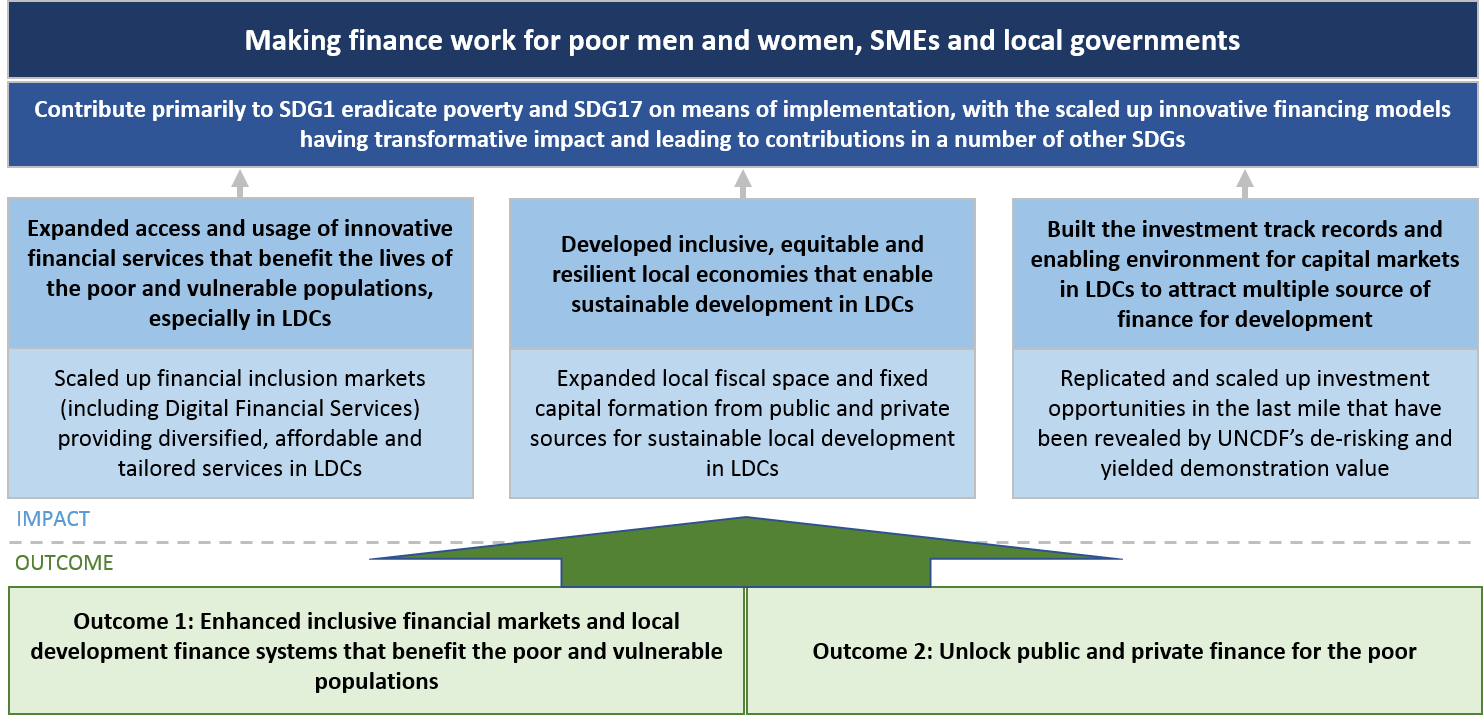 Making finance work for poor men and women, SMEs and local governments
Contribute primarily to SDG1 eradicate poverty and SDG17 on means of implementation, with the scaled up innovative financing models
having transformative impact and leading to contributions in a number of other SDGs
Expanded access and usage of innovative
financial services that benefit the lives of
the poor and vulnerable populations,
especially in LDCs
Scaled up financial inclusion markets
(including Digital Financial Services)
providing diversified, affordable and
tailored services in LDCs
Developed inclusive, equitable and
resilient local economies that enable
sustainable development in LDCs
Expanded local fiscal space and fixed
capital formation from public and private
sources for sustainable local development
in LDCs
Built the investment track records and
enabling environment for capital markets
in LDCs to attract multiple source of
finance for development
Replicated and scaled up investment
opportunities in the last mile that have
been revealed by UNCDF’s de-risking and
yielded demonstration value
IMPACT
OUTCOME
Outcome 1: Enhanced inclusive financial markets and local
development finance systems that benefit the poor and vulnerable
populations
Outcome 2: Unlock public and private finance for the poor